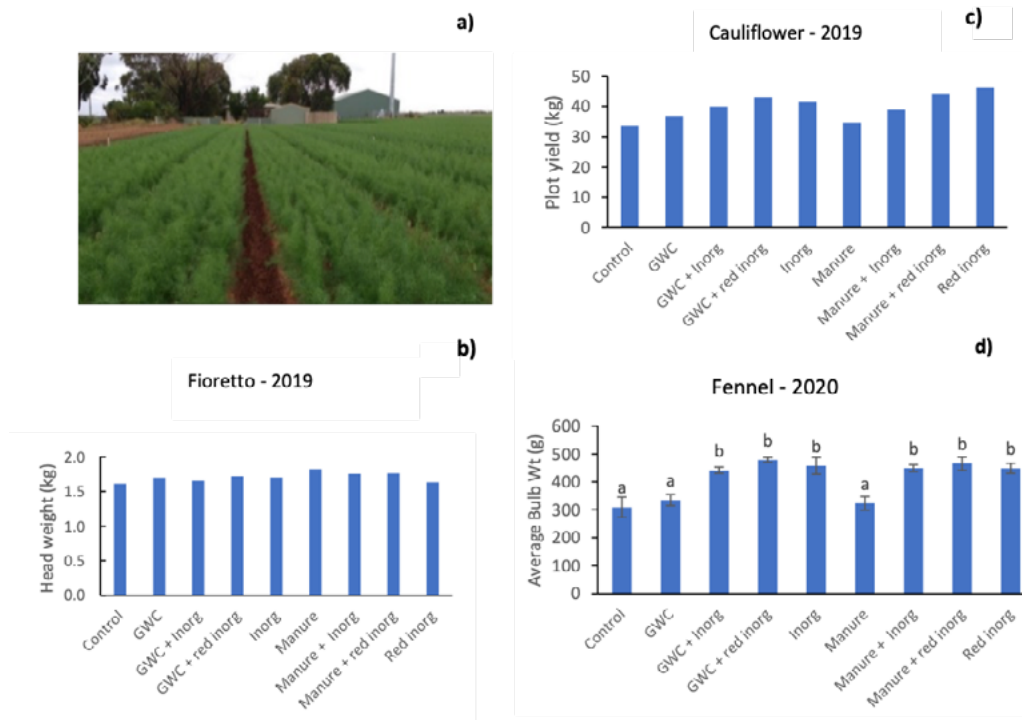 a)
c)
Cauliflower - 2019
Plot yield (kg)
50
40
30
20
10
0
Control
GWC
GWC + Inorg
GWC + red inorg
Inorg
Manure
Manure + Inorg
Manure + red inorg
Red inorg
b)
Fioretto - 2019
Head weight (kg)
2.0
1.5
1.0
0.5
0.0
Control
GWC
GWC + Inorg
GWC + red inorg
Inorg
Manure
Manure + Inorg
Manure + red inorg
Red inorg
d)
Fennel - 2020
Average Bulb Wt (g)
600
500
400
300
200
100
0
a
a
b
b
b
a
b
b
b
Control
GWC
GWC + Inorg
GWC + red inorg
Inorg
Manure
Manure + Inorg
Manure + red inorg
Red inorg